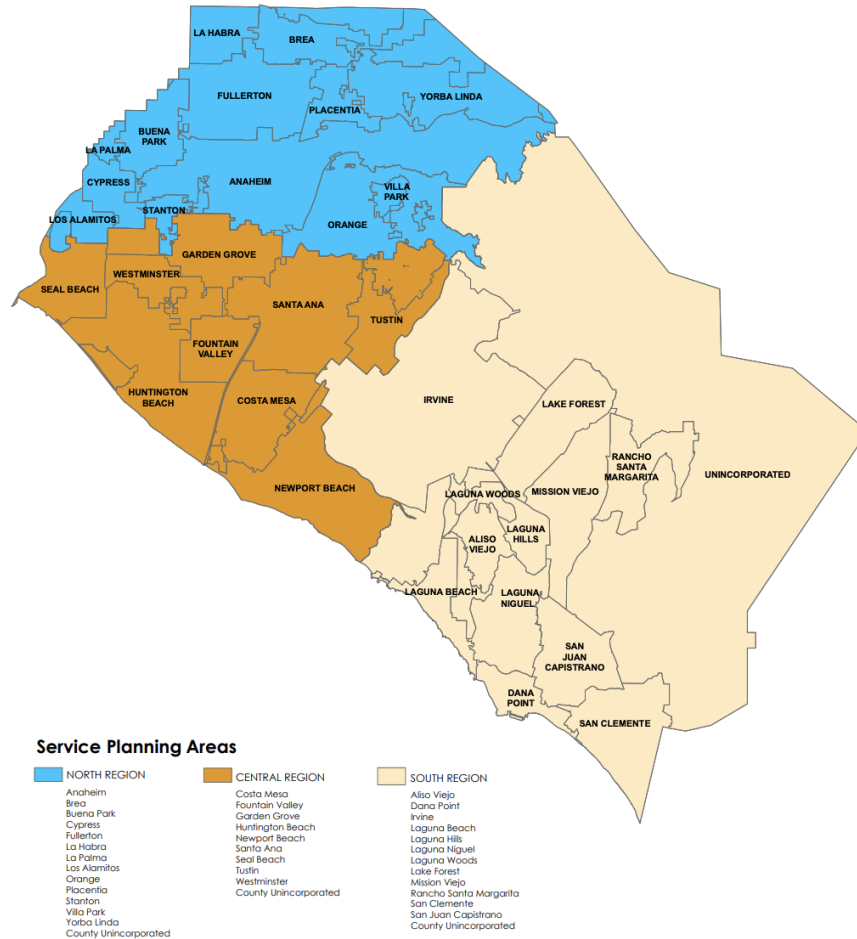 LA HABRA
BREA
FULLERTON
YORBA LINDA
PLACENTIA
BUENA
PARK
LA PALMA
CYPRESS
ANAHEIM
VILLA
PARK
STANTON
LOS ALAMITOS
ORANGE
GARDEN GROVE
WESTMINSTER
SEAL BEACH
SANTA ANA
TUSTIN
FOUNTAIN
VALLEY
HUNTINGTON
BEACH
COSTA MESA
IRVINE
LAKE FOREST
RANCHO
SANTA
MARGARITA
UNINCORPORATED
NEWPORT BEACH
LAGUNA WOODS
MISSION VIEJO
LAGUNA
HILLS
ALISO
VIEJO
LAGUNA BEACH
LAGUNA
NIGUEL
SAN
JUAN
CAPISTRANO
DANA
POINT
SAN CLEMENTE
Service Planning Areas
NORTH REGION
Anaheim
Brea
Buena Park
Cypress
Fullerton
La Habra
La Palma
Los Alamitos
Orange
Placentia
Stanton
Villa Park
Yorba Linda
County Unincorporated
CENTRAL REGION
Costa Mesa
Fountain Valley
Garden Grove
Huntington Beach
Newport Beach
Santa Ana
Seal Beach
Tustin
Westminster
County Unincorporated
SOUTH REGION
Aliso Viejo
Dana Point
Irvine
Laguna Beach
Laguna Hills
Laguna Niguel
Laguna Woods
Lake Forest
Mission Viejo
Rancho Santa Margarita
San Clemente
San Juan Capistrano
County Unincorporated